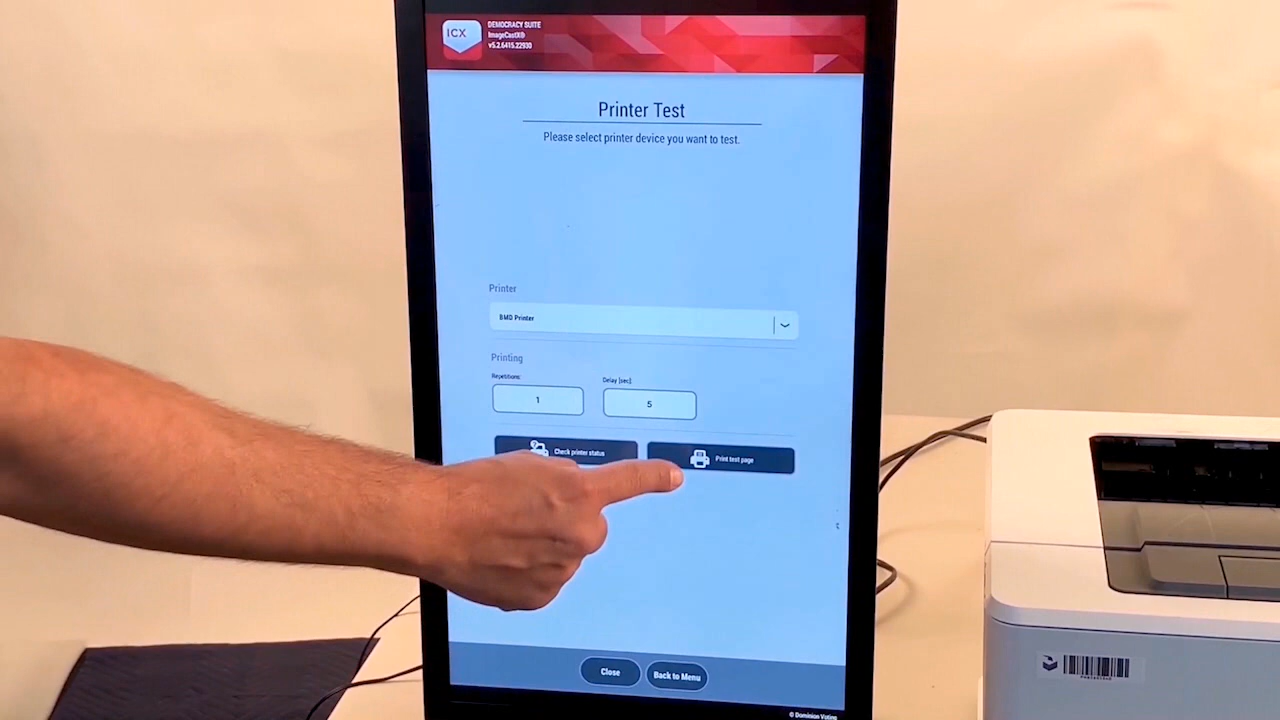 ICX
DEMOCRACY SUITE
ImageCastX®
v5.2.6415.22930
Printer Test
Please select printer device you want to test.
Printer
BMD Printer
Printing
Repetitions:
Delay [sec]:
1
5
Check printer status
Print test page
Close
Back to Menu
© Dominion Voting